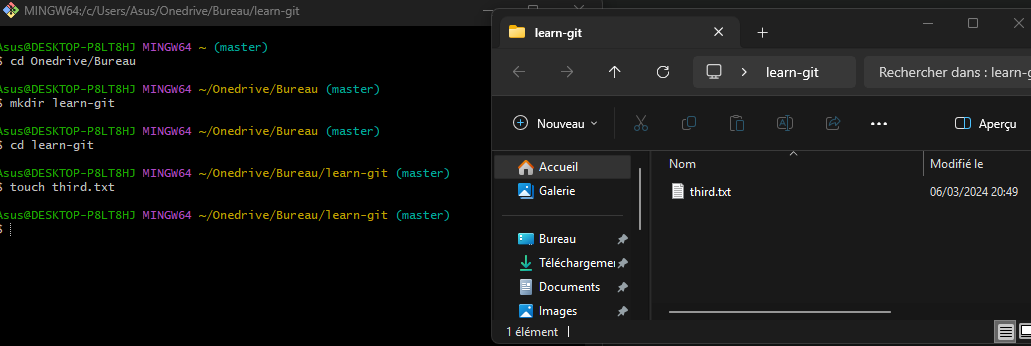 MINGW64:/c/Users/Asus/Onedrive/Bureau/learn-git
Asus@DESKTOP-P8LT8HJ MINGW64 ~ (master)
$ cd Onedrive/Bureau
Asus@DESKTOP-P8LT8HJ MINGW64 ~/Onedrive/Bureau (master)
$ mkdir learn-git
Asus@DESKTOP-P8LT8HJ MINGW64 ~/Onedrive/Bureau (master)
$ cd learn-git
Asus@DESKTOP-P8LT8HJ MINGW64 ~/Onedrive/Bureau/learn-git (master)
$ touch third.txt
Asus@DESKTOP-P8LT8HJ MINGW64 ~/Onedrive/Bureau/learn-git (master)
$
learn-git
learn-git
Rechercher dans : learn-g
Nouveau
Aperçu
Accueil
Galerie
Bureau
Téléchargemen
Documents
Images
Nom
Modifié le
third.txt
06/03/2024 20:49
1 élément